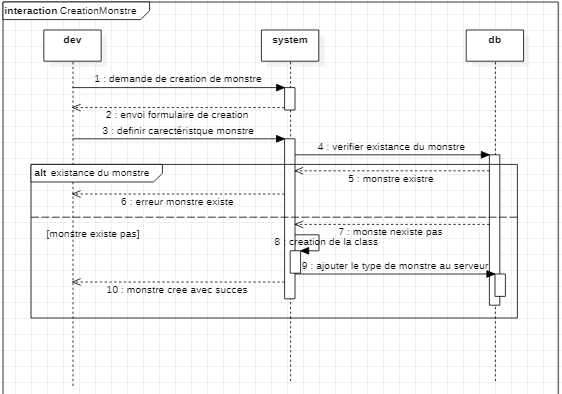 interaction CreationMonstre
dev
system
db
1 : demande de creation de monstre
2 : envoi formulaire de creation
3 : definir carectéristque monstre
4 : verifier existance du monstre
alt existance du monstre
5 : monstre existre
6 : erreur monstre existe
7 : monste nexiste pas
[monstre existe pas]
8 : creation de la class
9 : ajouter le type de monstre au serveur
10 : monstre cree avec succes